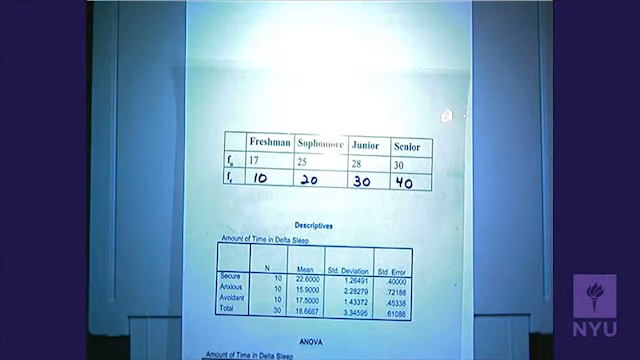 Freshman Sophomore Junior Senior
fo 17 25 28 30
fe 10 20 30 40
Descriptives
Amount of Time in Delta Sleep
N Mean Std. Deviation Std. Error
Secure 10 22.6000 1.26491 .40000
Anxious 10 15.9000 2.28279 .72188
Avoidant 10 17.5000 1.43372 .45338
Total 30 18.6667 3.34595 .61088
ANOVA
Amount of Time in Delta Sleep
NYU